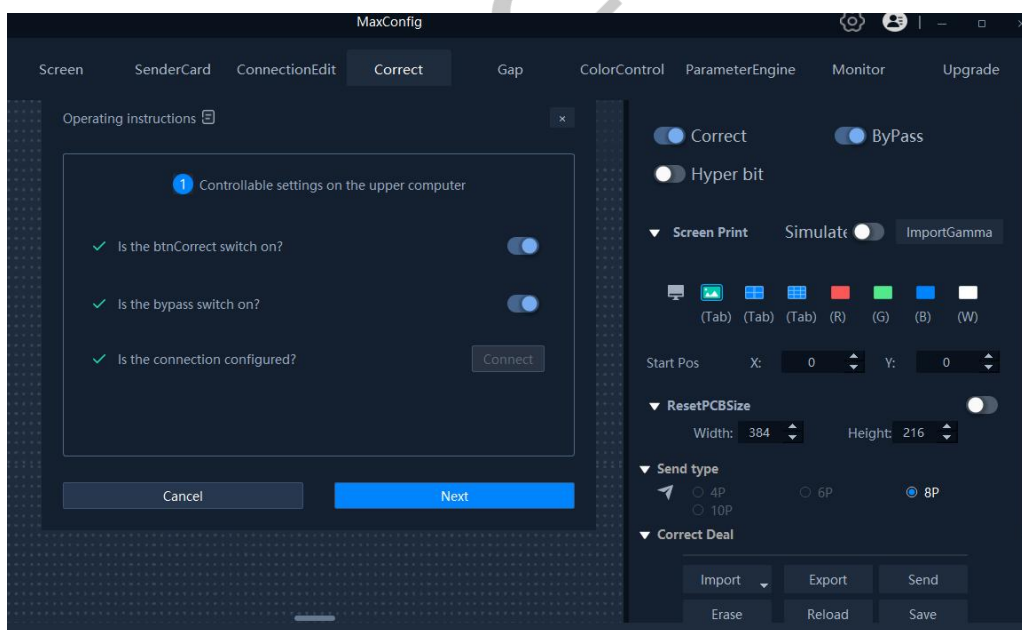 MaxConfig
Screen SenderCard ConnectionEdit Correct Gap ColorControl ParameterEngine Monitor Upgrade
Operating instructions
1 Controllable settings on the upper computer
Is the btnCorrect switch on?
Is the bypass switch on?
Is the connection configured? Connect
Cancel Next
Correct ByPass
Hyper bit
Screen Print Simulate ImportGamma
(Tab) (Tab) (Tab) (R) (G) (B) (W)
Start Pos X: 0 Y: 0
ResetPCBSize
Width: 384 Height: 216
Send type
4P 6P 8P
10P
Correct Deal
Import Export Send
Erase Reload Save